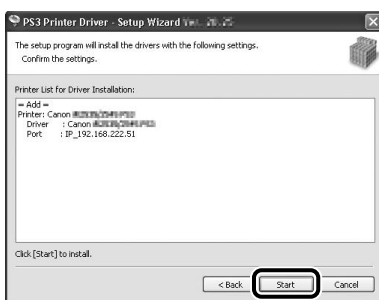 PS3 Printer Driver - Setup Wizard
The setup program will install the drivers with the following settings.
Confirm the settings.
Printer List for Driver Installation:
= Add =
Printer: Canon
Driver : Canon
Port : IP_192.168.222.51
Click [Start] to install.
< Back Start Cancel